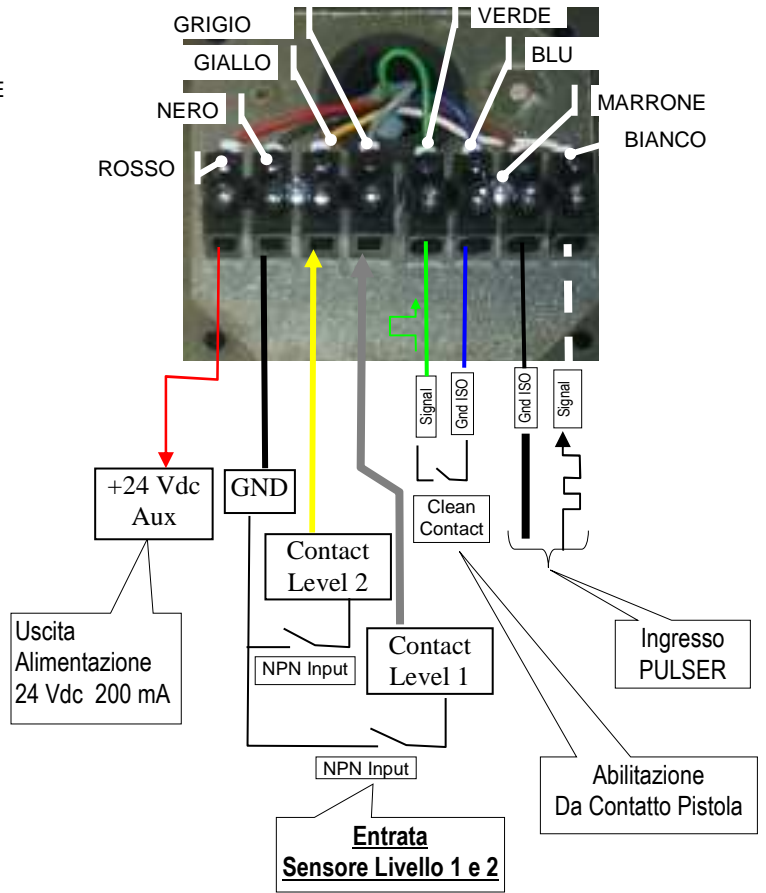 GRIGIO
VERDE
GIALLO
BLU
E
NERO
MARRONE
BIANCO
ROSSO
Signal
Gnd ISO
Gnd ISO
Signal
+24 Vdc
Aux
GND
Clean
Contact
Contact
Level 2
Uscita
Alimentazione
24 Vdc 200 mA
NPN Input
Contact
Level 1
Ingresso
PULSER
NPN Input
Abilitazione
Da Contatto Pistola
Entrata
Sensore Livello 1 e 2